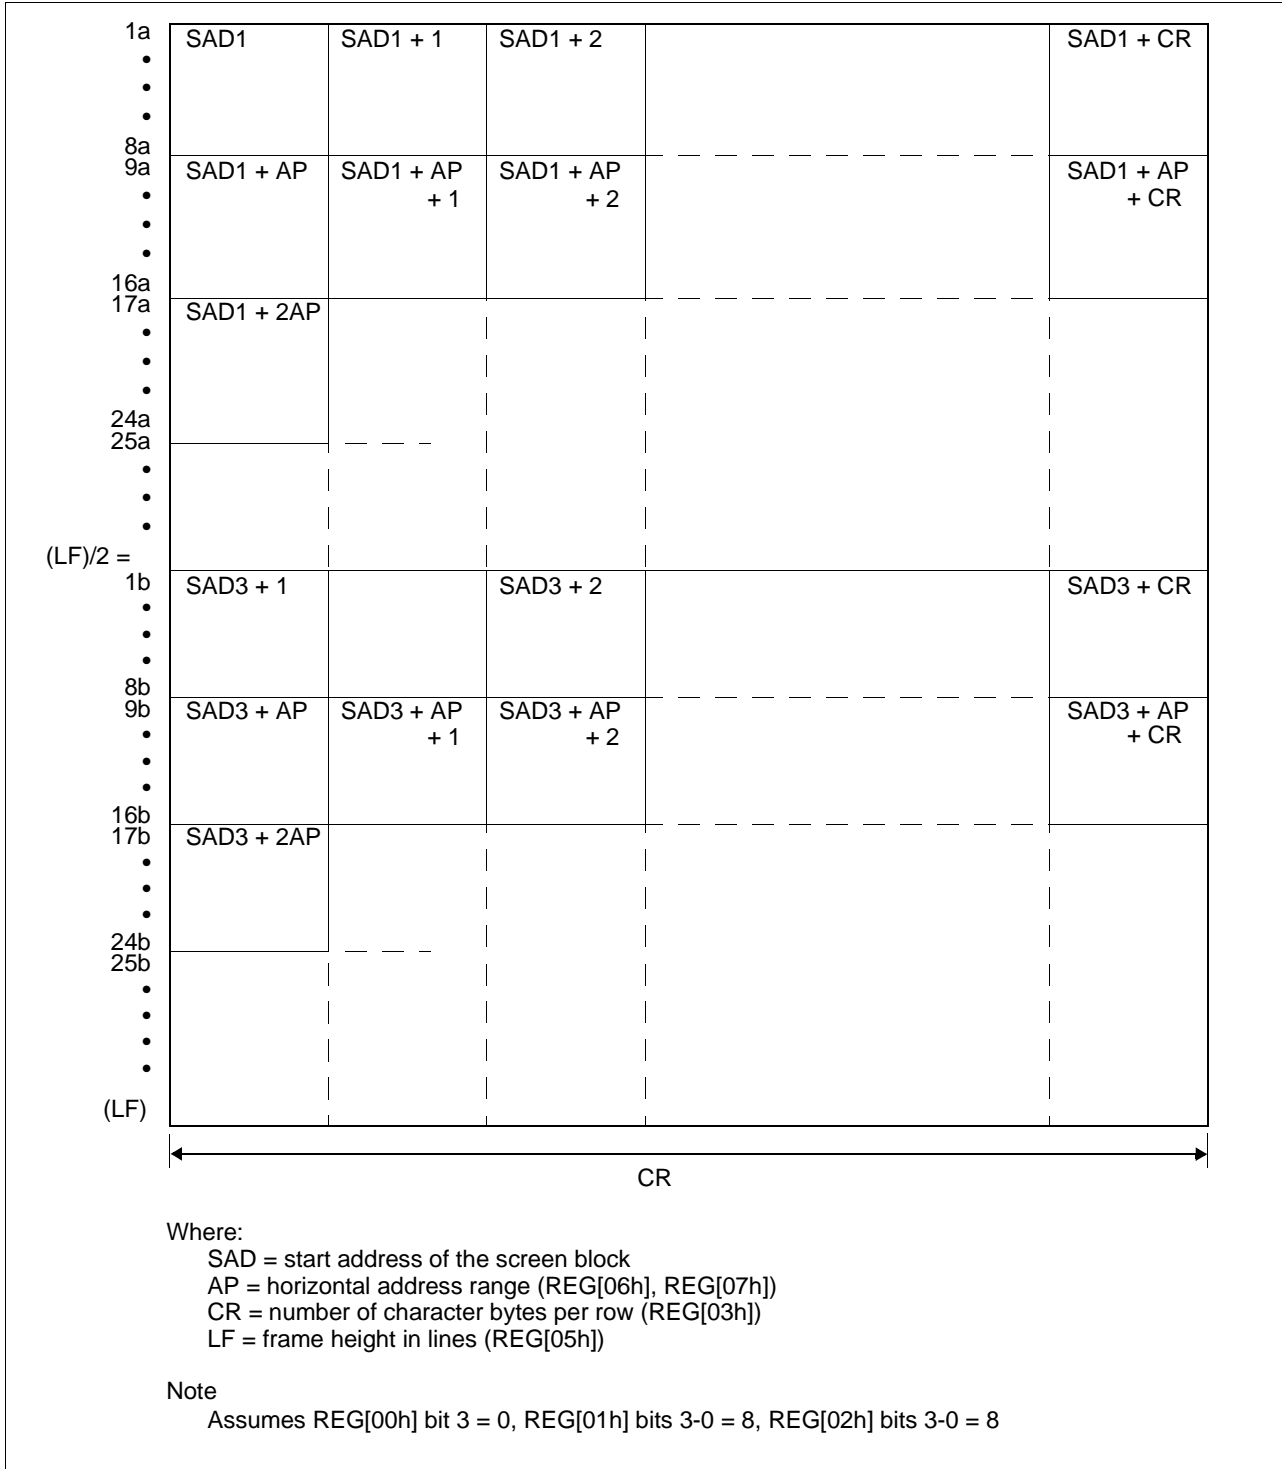 1a SAD1 SAD1 + 1 SAD1 + 2 SAD1 + CR
•
•
•
8a
9a SAD1 + AP SAD1 + AP SAD1 + AP SAD1 + AP
+ 1 + 2 + CR
•
•
•
16a
17a SAD1 + 2AP
•
•
•
24a
25a
•
•
•
(LF)/2 =
1b SAD3 + 1 SAD3 + 2 SAD3 + CR
•
•
•
8b
9b SAD3 + AP SAD3 + AP SAD3 + AP SAD3 + AP
• + 1 + 2 + CR
•
•
16b
17b SAD3 + 2AP
•
•
•
24b
25b
•
•
•
•
(LF)
CR
Where:
SAD = start address of the screen block
AP = horizontal address range (REG[06h], REG[07h])
CR = number of character bytes per row (REG[03h])
LF = frame height in lines (REG[05h])
Note
Assumes REG[00h] bit 3 = 0, REG[01h] bits 3-0 = 8, REG[02h] bits 3-0 = 8